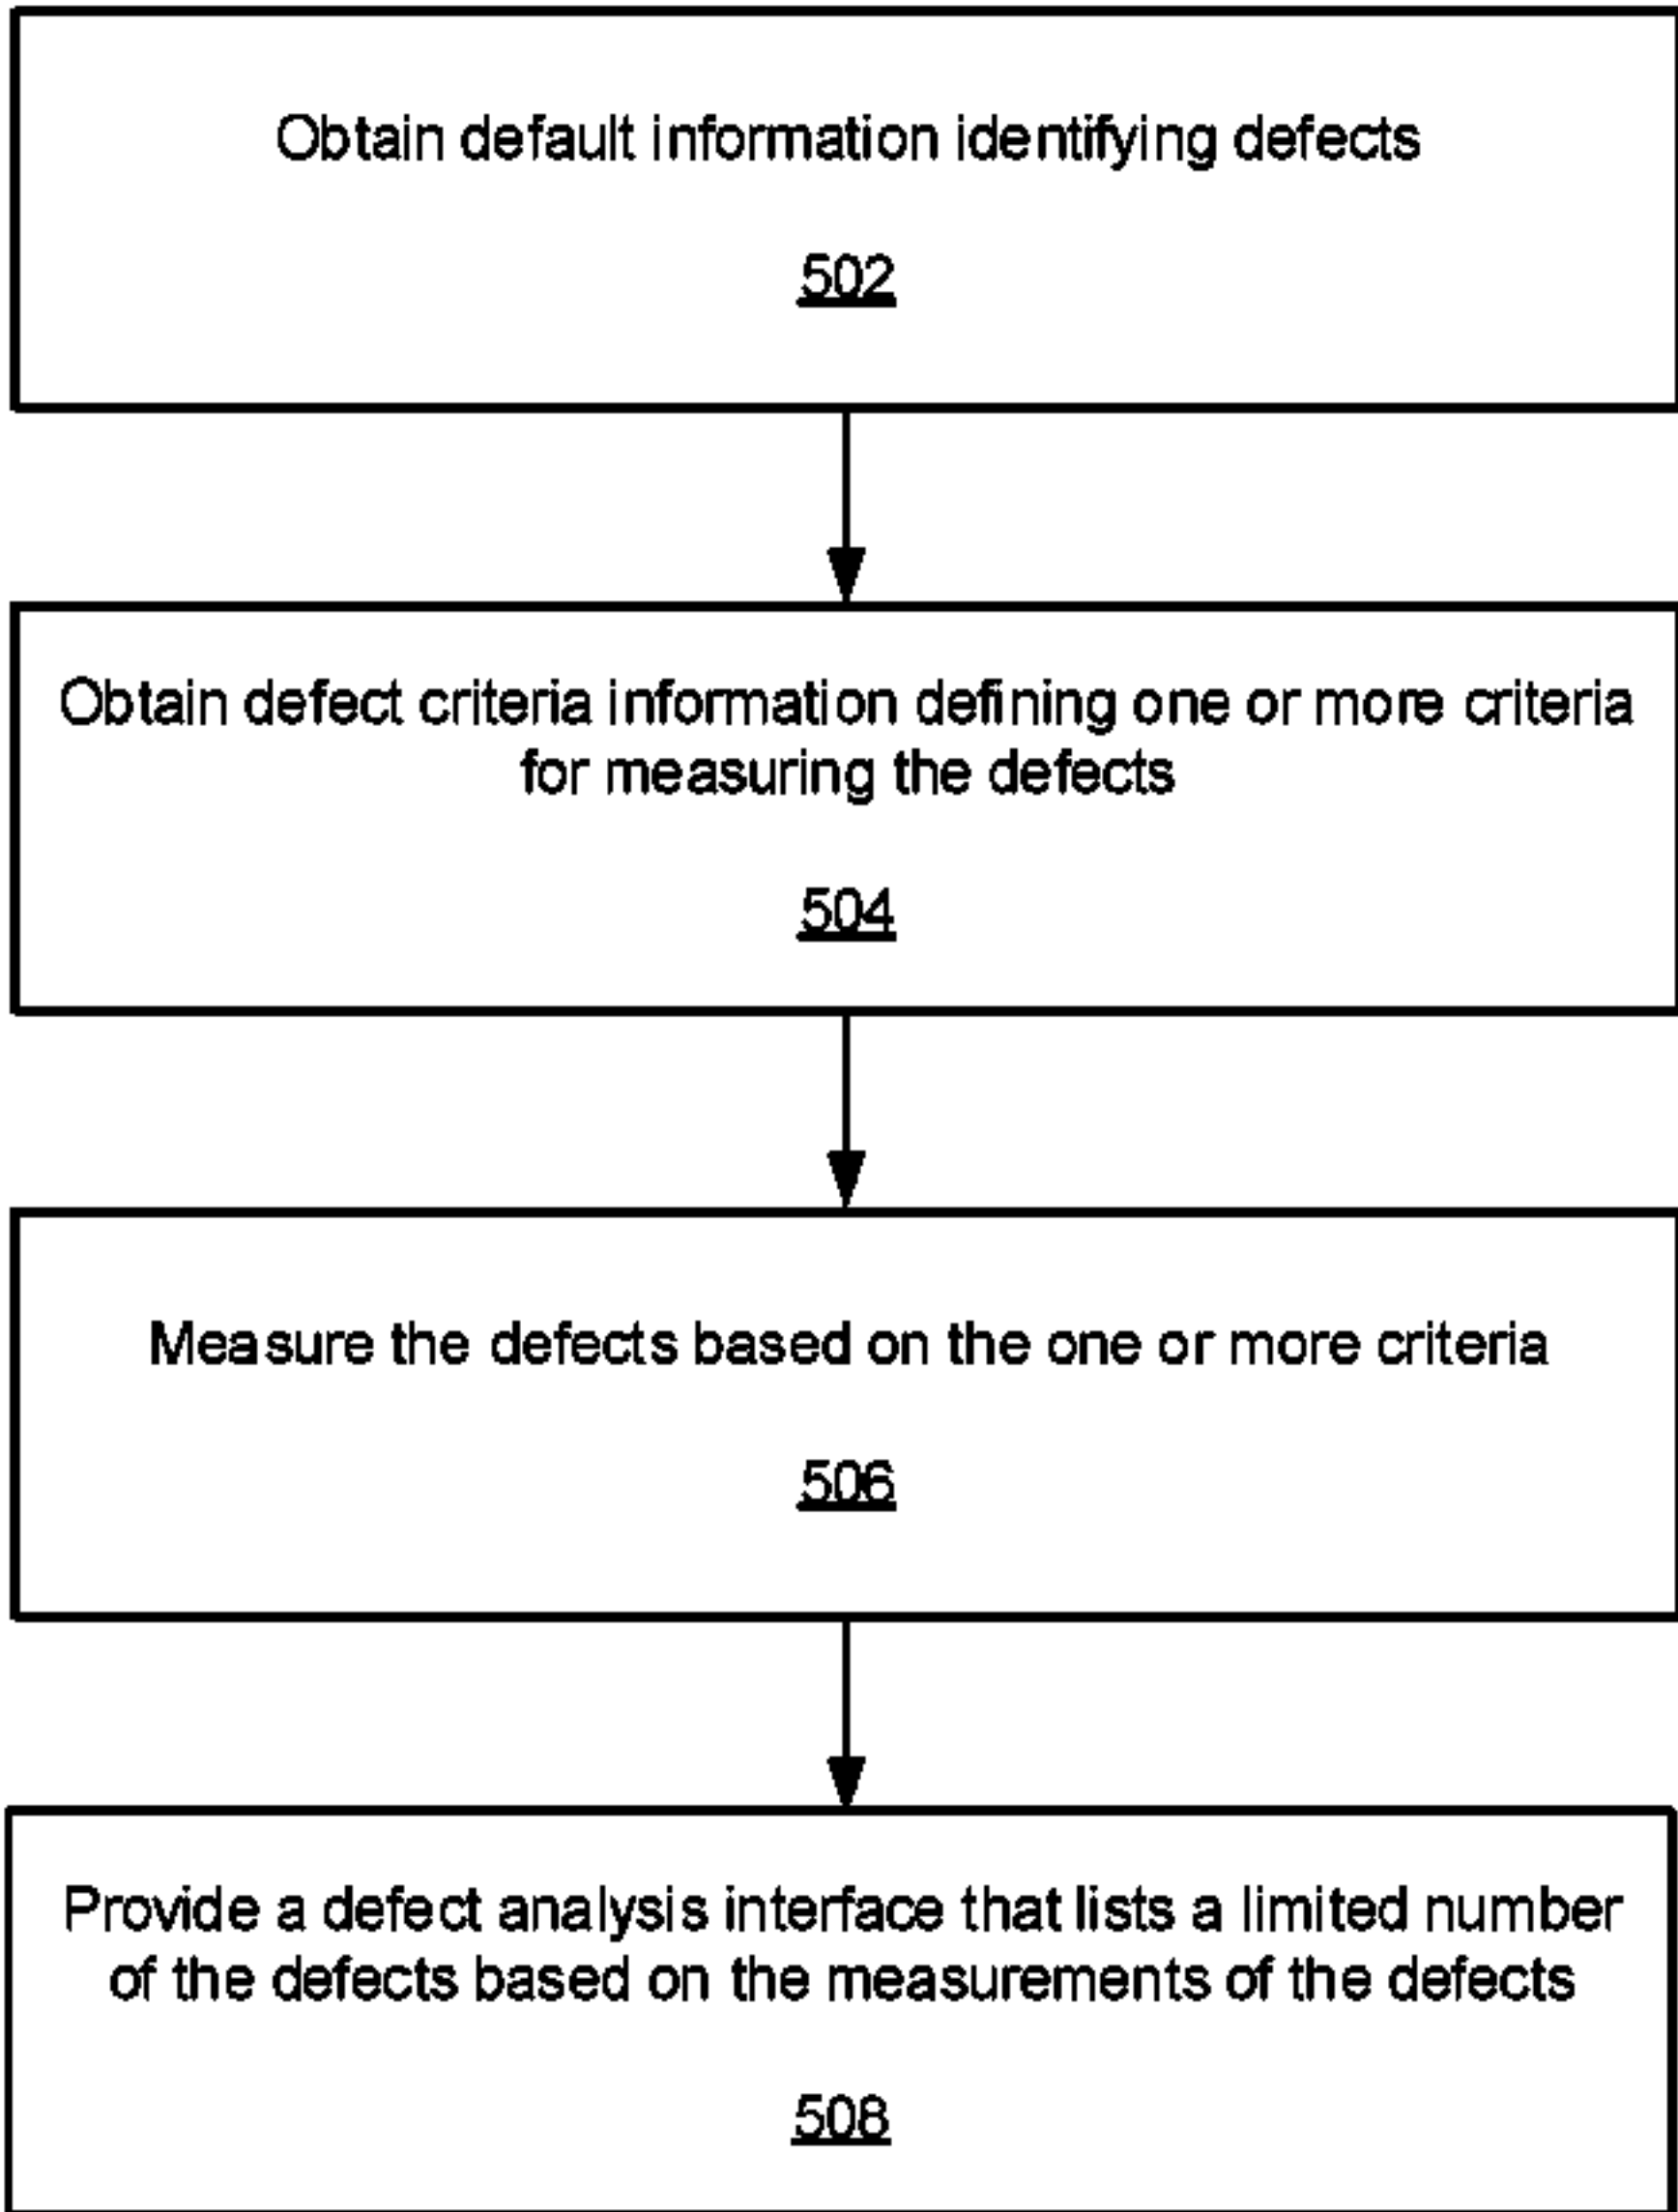 Obtain default information identifying defects
502
Obtain defect criteria information defining one or more criteria
for measuring the defects
504
Measure the defects based on the one or more criteria
506
Provide a defect analysis interface that lists a limited number
of the defects based on the measurements of the defects
508